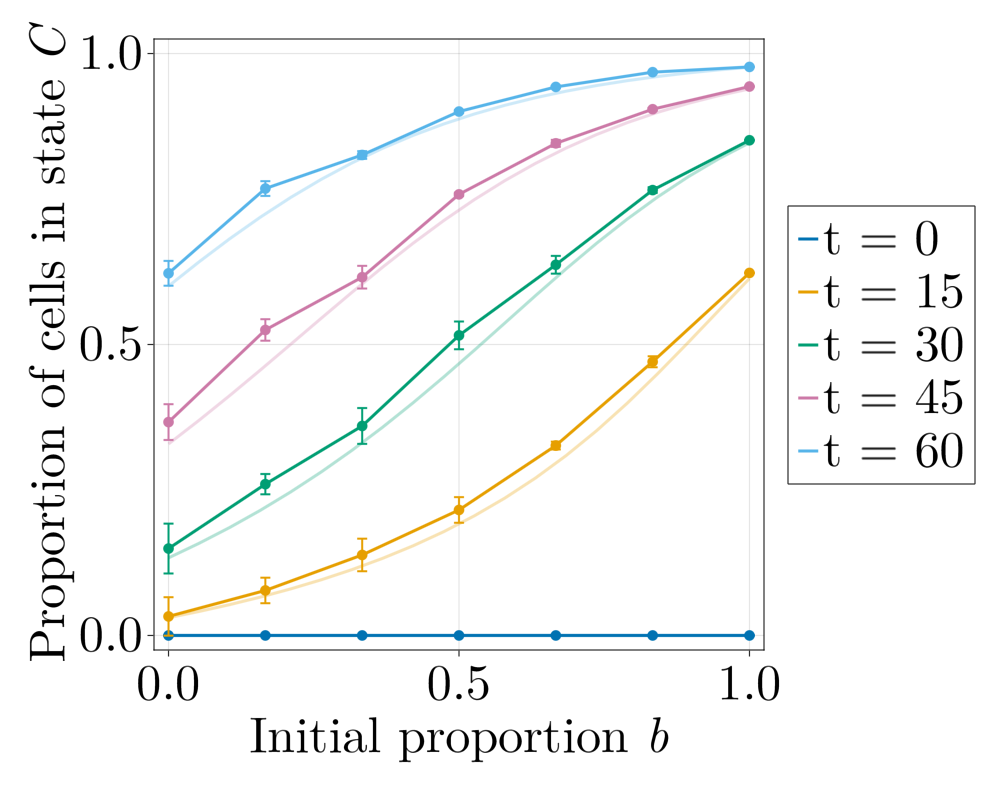 Proportion of cells in state C
1.0
0.5
0.0
0.0 0.5 1.0
Initial proportion b
t = 0
t = 15
t = 30
t = 45
t = 60